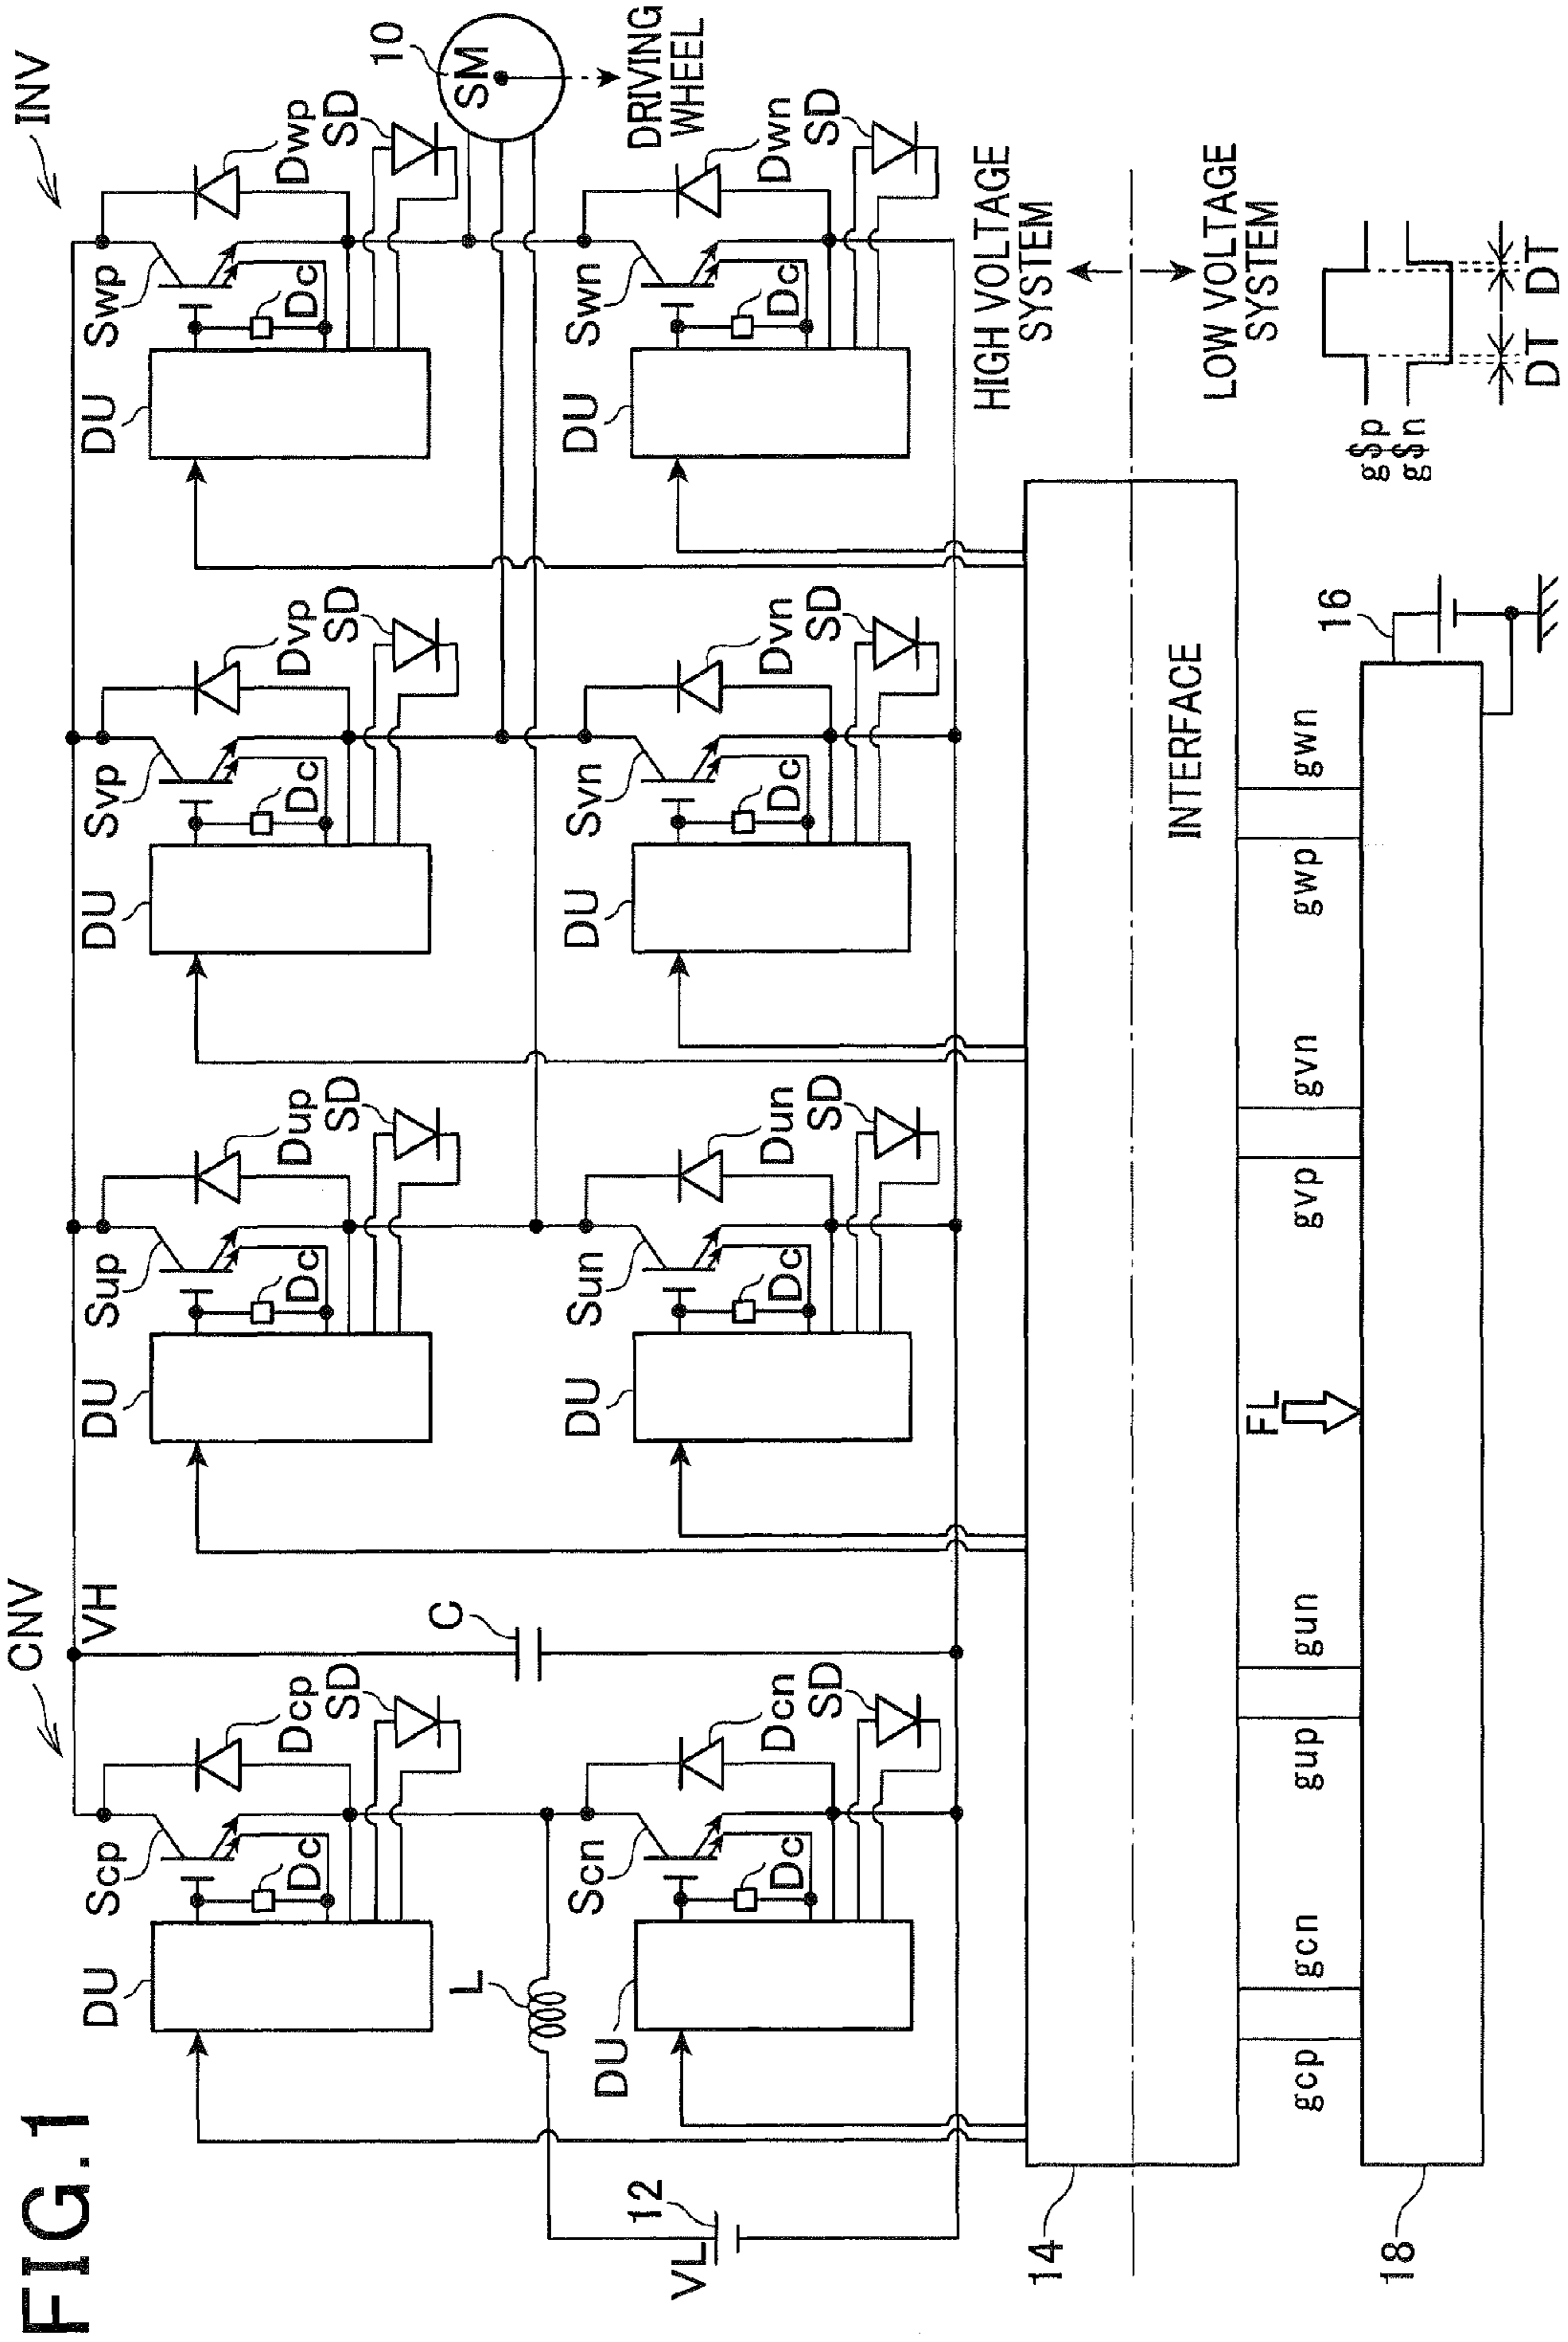 FIG. 1
CNV
INV
VH
Scp
Dcp
SD
DU
Dc
Sup
Dup
SD
DU
Dc
Svp
Dvp
SD
DU
Dc
Swp
Dwp
SD
DU
Dc
10
SM
DRIVING
WHEEL
C
L
12
VL
Scn
Dcn
SD
DU
Dc
Sun
Dun
SD
DU
Dc
Svn
Dvn
SD
DU
Dc
Swn
Dwn
SD
DU
Dc
HIGH VOLTAGE
SYSTEM
LOW VOLTAGE
SYSTEM
14
INTERFACE
gcp
gcn
gup
gun
FL
gvp
gvn
gwp
gwn
16
18
g$p
g$n
DT
DT